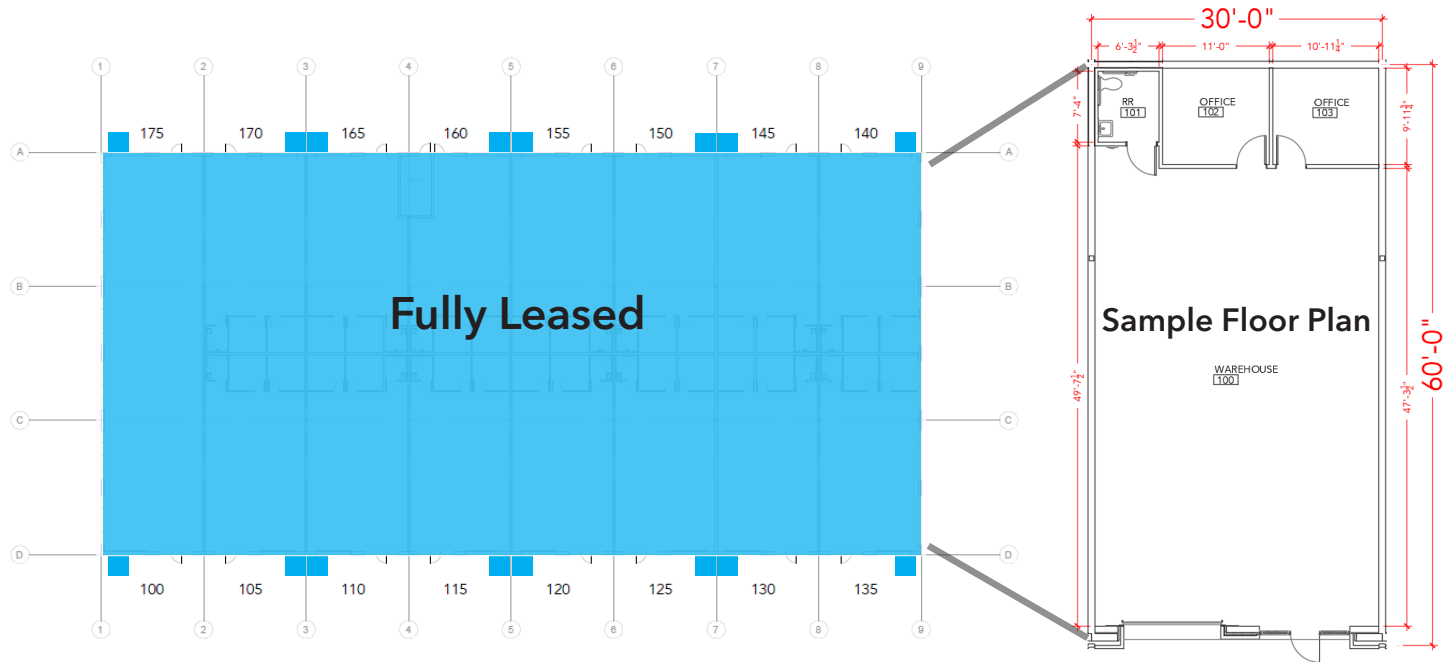 30'-0"
6'-3½" 11'-0" 10'-11¼"
1 2 3 4 5 6 7 8 9
175 170 165 160 155 150 145 140
A A
B B
Fully Leased
C C
D D
100 105 110 115 120 125 130 135
1 2 3 4 5 6 7 8 9
7'-4"
RR
101
OFFICE
102
OFFICE
103
9'-11¾"
Sample Floor Plan
60'-0"
WAREHOUSE
100
49'-7½"
47'-3½"